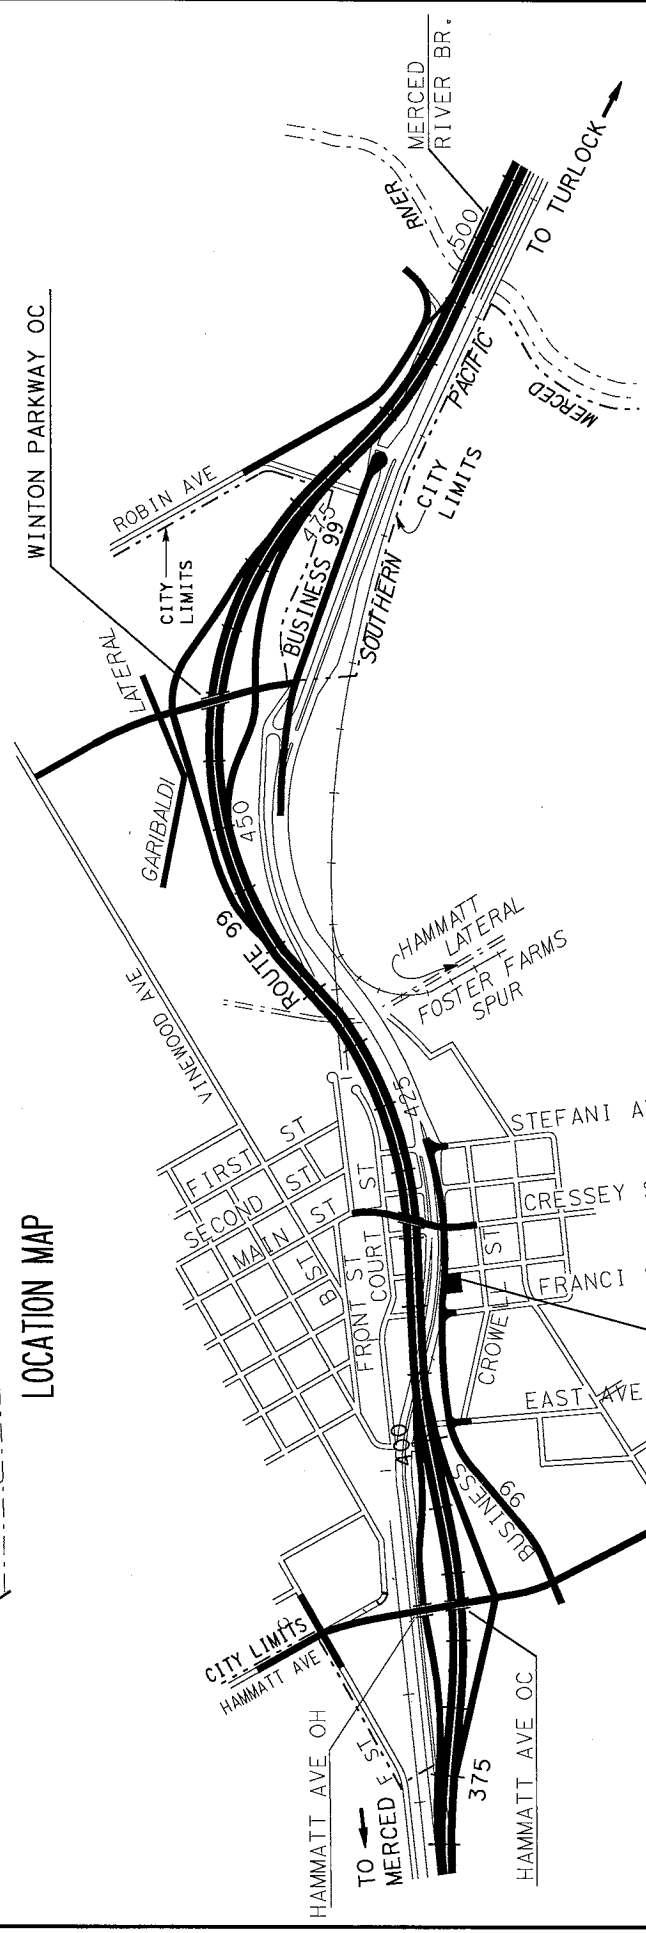 MERCED
RIVER BR.
TO TURLOCK
RIVER
500
WINTON PARKWAY OC
PACIFIC
MERCED
ROBIN AVE
CITY
LIMITS
475
CITY
LIMITS
BUSINESS 99
SOUTHERN
LATERAL
GARIBALDI
450
ROUTE 99
HAMMATT
LATERAL
FOSTER FARMS
SPUR
VINEWOOD AVE
425
STEFANI A
FIRST ST
SECOND ST
MAIN ST
B ST
FRONT ST
COURT ST
CRESSEY S
FRANCI
CROWELL ST
LOCATION MAP
EAST AVE
400
BUSINESS
99
CITY LIMITS
HAMMATT AVE
F ST
HAMMATT AVE OH
TO
MERCED
375
HAMMATT AVE OC